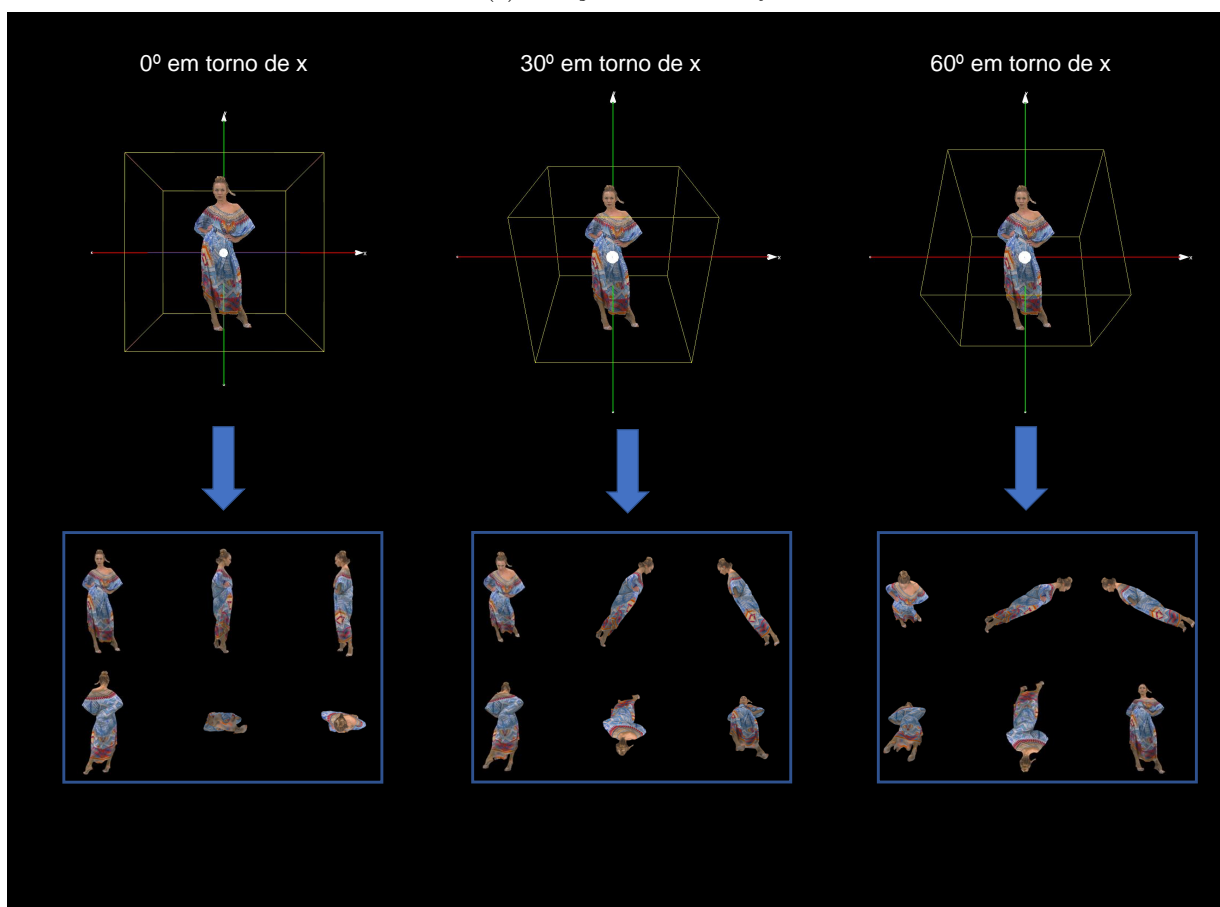 0º em torno de x
30º em torno de x
60º em torno de x
x
x
x